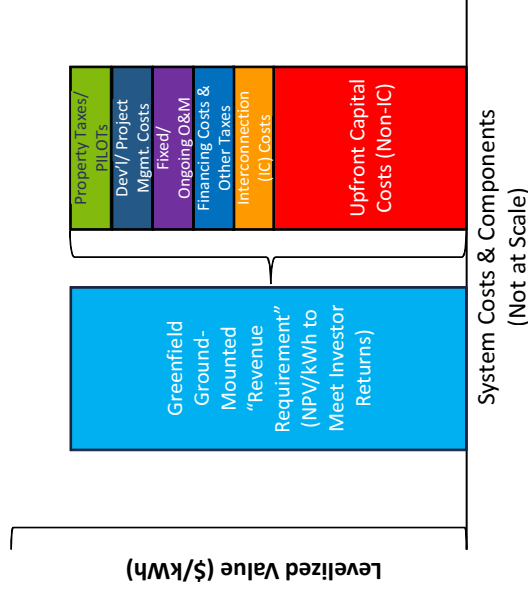 Levelized Value ($/kWh)
Greenfield
Ground-
Mounted
“Revenue
Requirement”
(NPV/kWh to
Meet Investor
Returns)
Property Taxes/
PILOTs
Dev'l/ Project
Mgmt. Costs
Fixed/
Ongoing O&M
Financing Costs &
Other Taxes
Interconnection
(IC) Costs
Upfront Capital
Costs (Non-IC)
System Costs & Components
(Not at Scale)